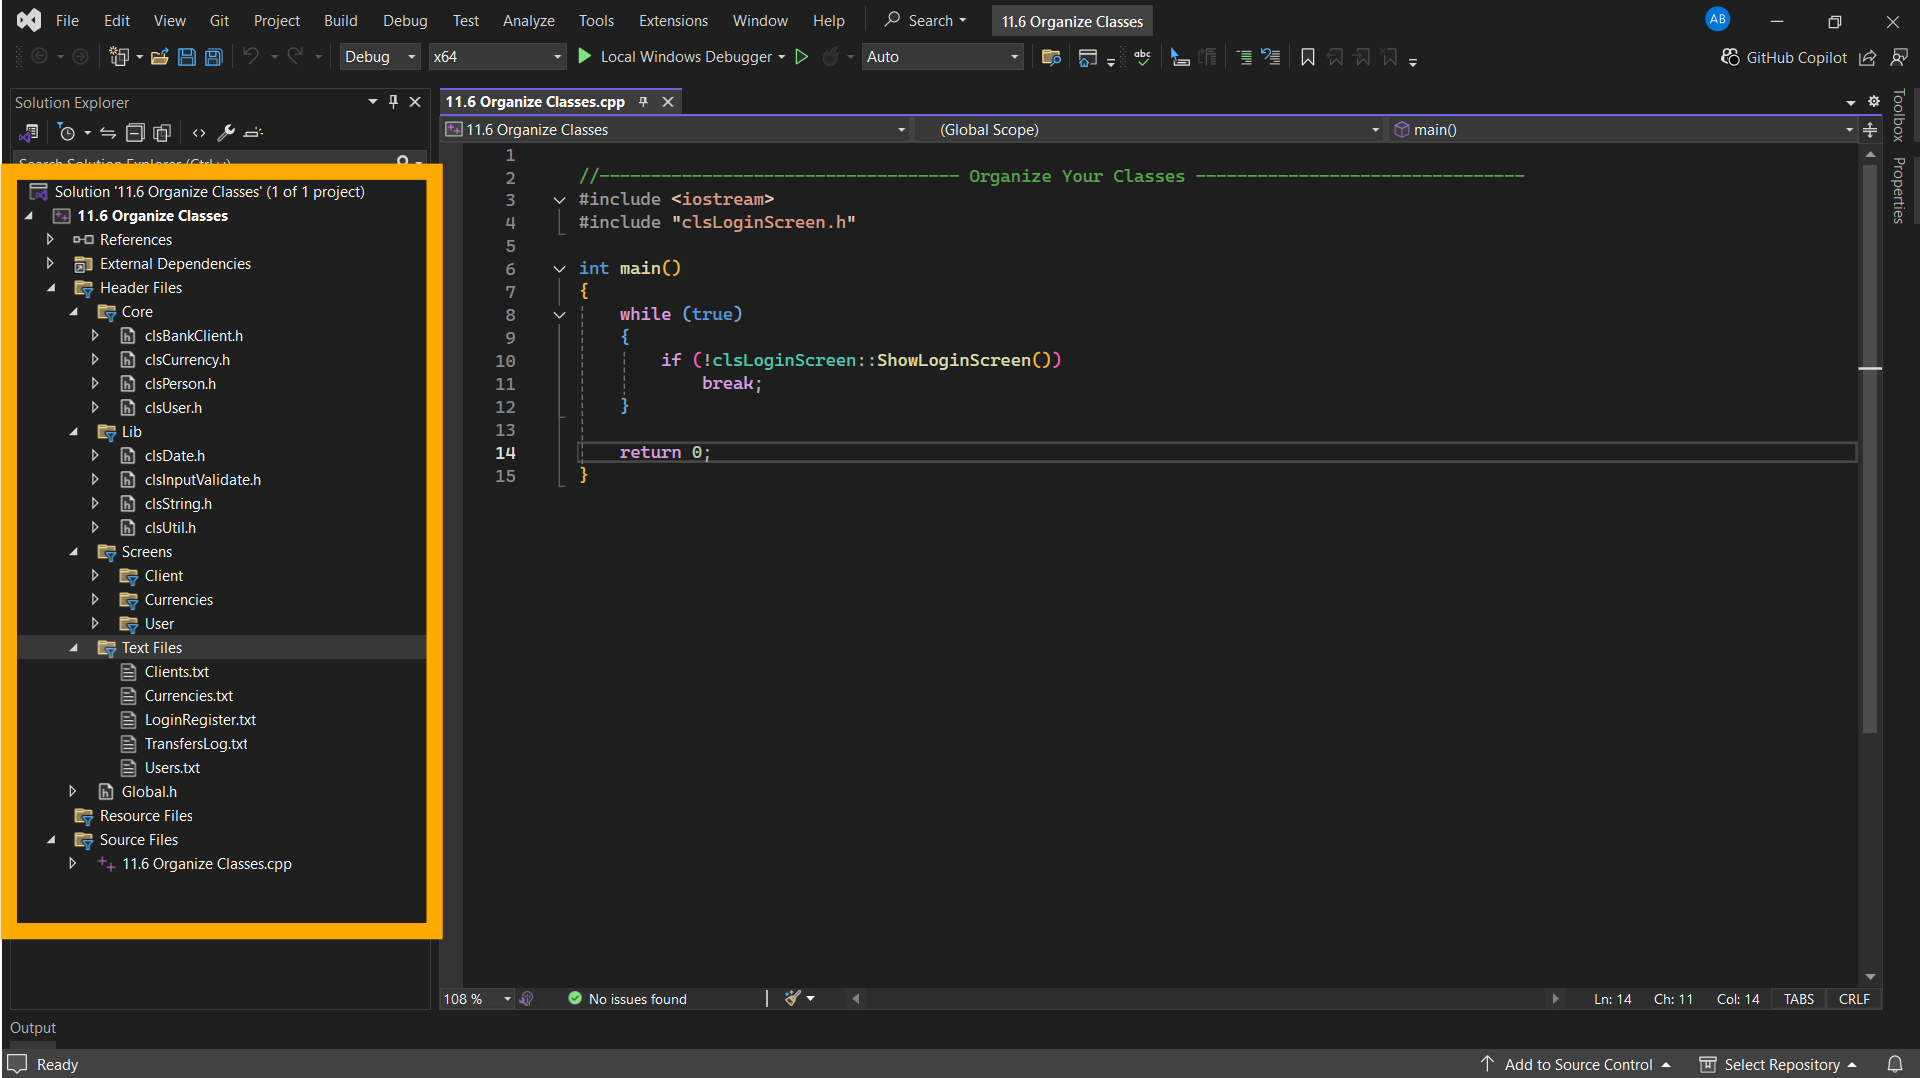 File Edit View Git Project Build Debug Test Analyze Tools Extensions Window Help Search 11.6 Organize Classes AB
Debug x64 Local Windows Debugger Auto abc GitHub Copilot
Solution Explorer
11.6 Organize Classes.cpp
11.6 Organize Classes (Global Scope) main()
Search Solution Explorer (Ctrl+;)
Solution '11.6 Organize Classes' (1 of 1 project)
11.6 Organize Classes
References
External Dependencies
Header Files
Core
clsBankClient.h
clsCurrency.h
clsPerson.h
clsUser.h
Lib
clsDate.h
clsInputValidate.h
clsString.h
clsUtil.h
Screens
Client
Currencies
User
Text Files
Clients.txt
Currencies.txt
LoginRegister.txt
TransfersLog.txt
Users.txt
Global.h
Resource Files
Source Files
11.6 Organize Classes.cpp
1
2 //----------------------------------- Organize Your Classes --------------------------------
3 #include <iostream>
4 #include "clsLoginScreen.h"
5
6 int main()
7 {
8 while (true)
9 {
10 if (!clsLoginScreen::ShowLoginScreen())
11 break;
12 }
13
14 return 0;
15 }
Toolbox
Properties
108 % No issues found Ln: 14 Ch: 11 Col: 14 TABS CRLF
Output
Ready Add to Source Control Select Repository